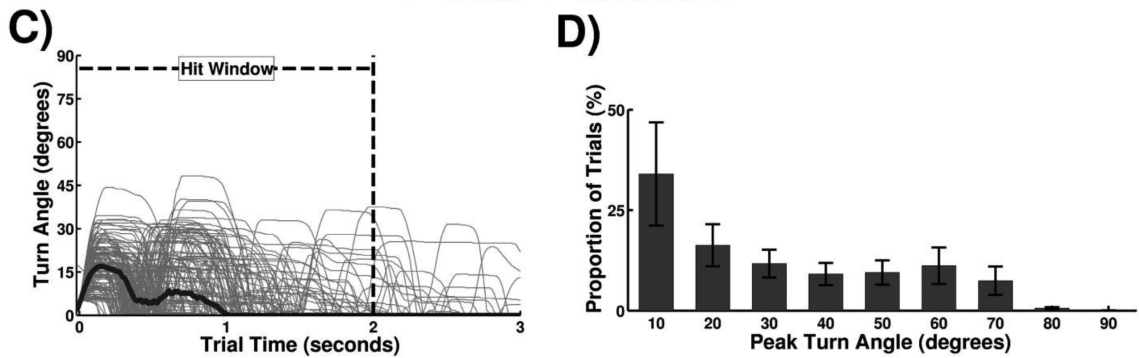 C)
90
75
60
45
30
15
0
Turn Angle (degrees)
Hit Window
0 1 2 3
Trial Time (seconds)
D)
50
25
0
Proportion of Trials (%)
10 20 30 40 50 60 70 80 90
Peak Turn Angle (degrees)